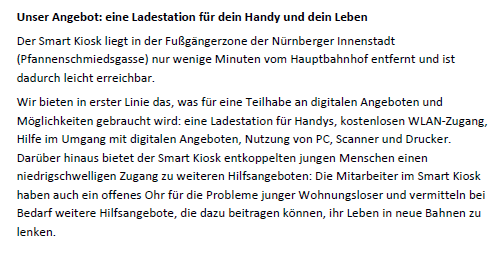 Unser Angebot: eine Ladestation für dein Handy und dein Leben
Der Smart Kiosk liegt in der Fußgängerzone der Nürnberger Innenstadt
(Pfannenschmiedsgasse) nur wenige Minuten vom Hauptbahnhof entfernt und ist
dadurch leicht erreichbar.
Wir bieten in erster Linie das, was für eine Teilhabe an digitalen Angeboten und
Möglichkeiten gebraucht wird: eine Ladestation für Handys, kostenlosen WLAN-Zugang,
Hilfe im Umgang mit digitalen Angeboten, Nutzung von PC, Scanner und Drucker.
Darüber hinaus bietet der Smart Kiosk entkoppelten jungen Menschen einen
niedrigschwelligen Zugang zu weiteren Hilfsangeboten: Die Mitarbeiter im Smart Kiosk
haben auch ein offenes Ohr für die Probleme junger Wohnungsloser und vermitteln bei
Bedarf weitere Hilfsangebote, die dazu beitragen können, ihr Leben in neue Bahnen zu
lenken.